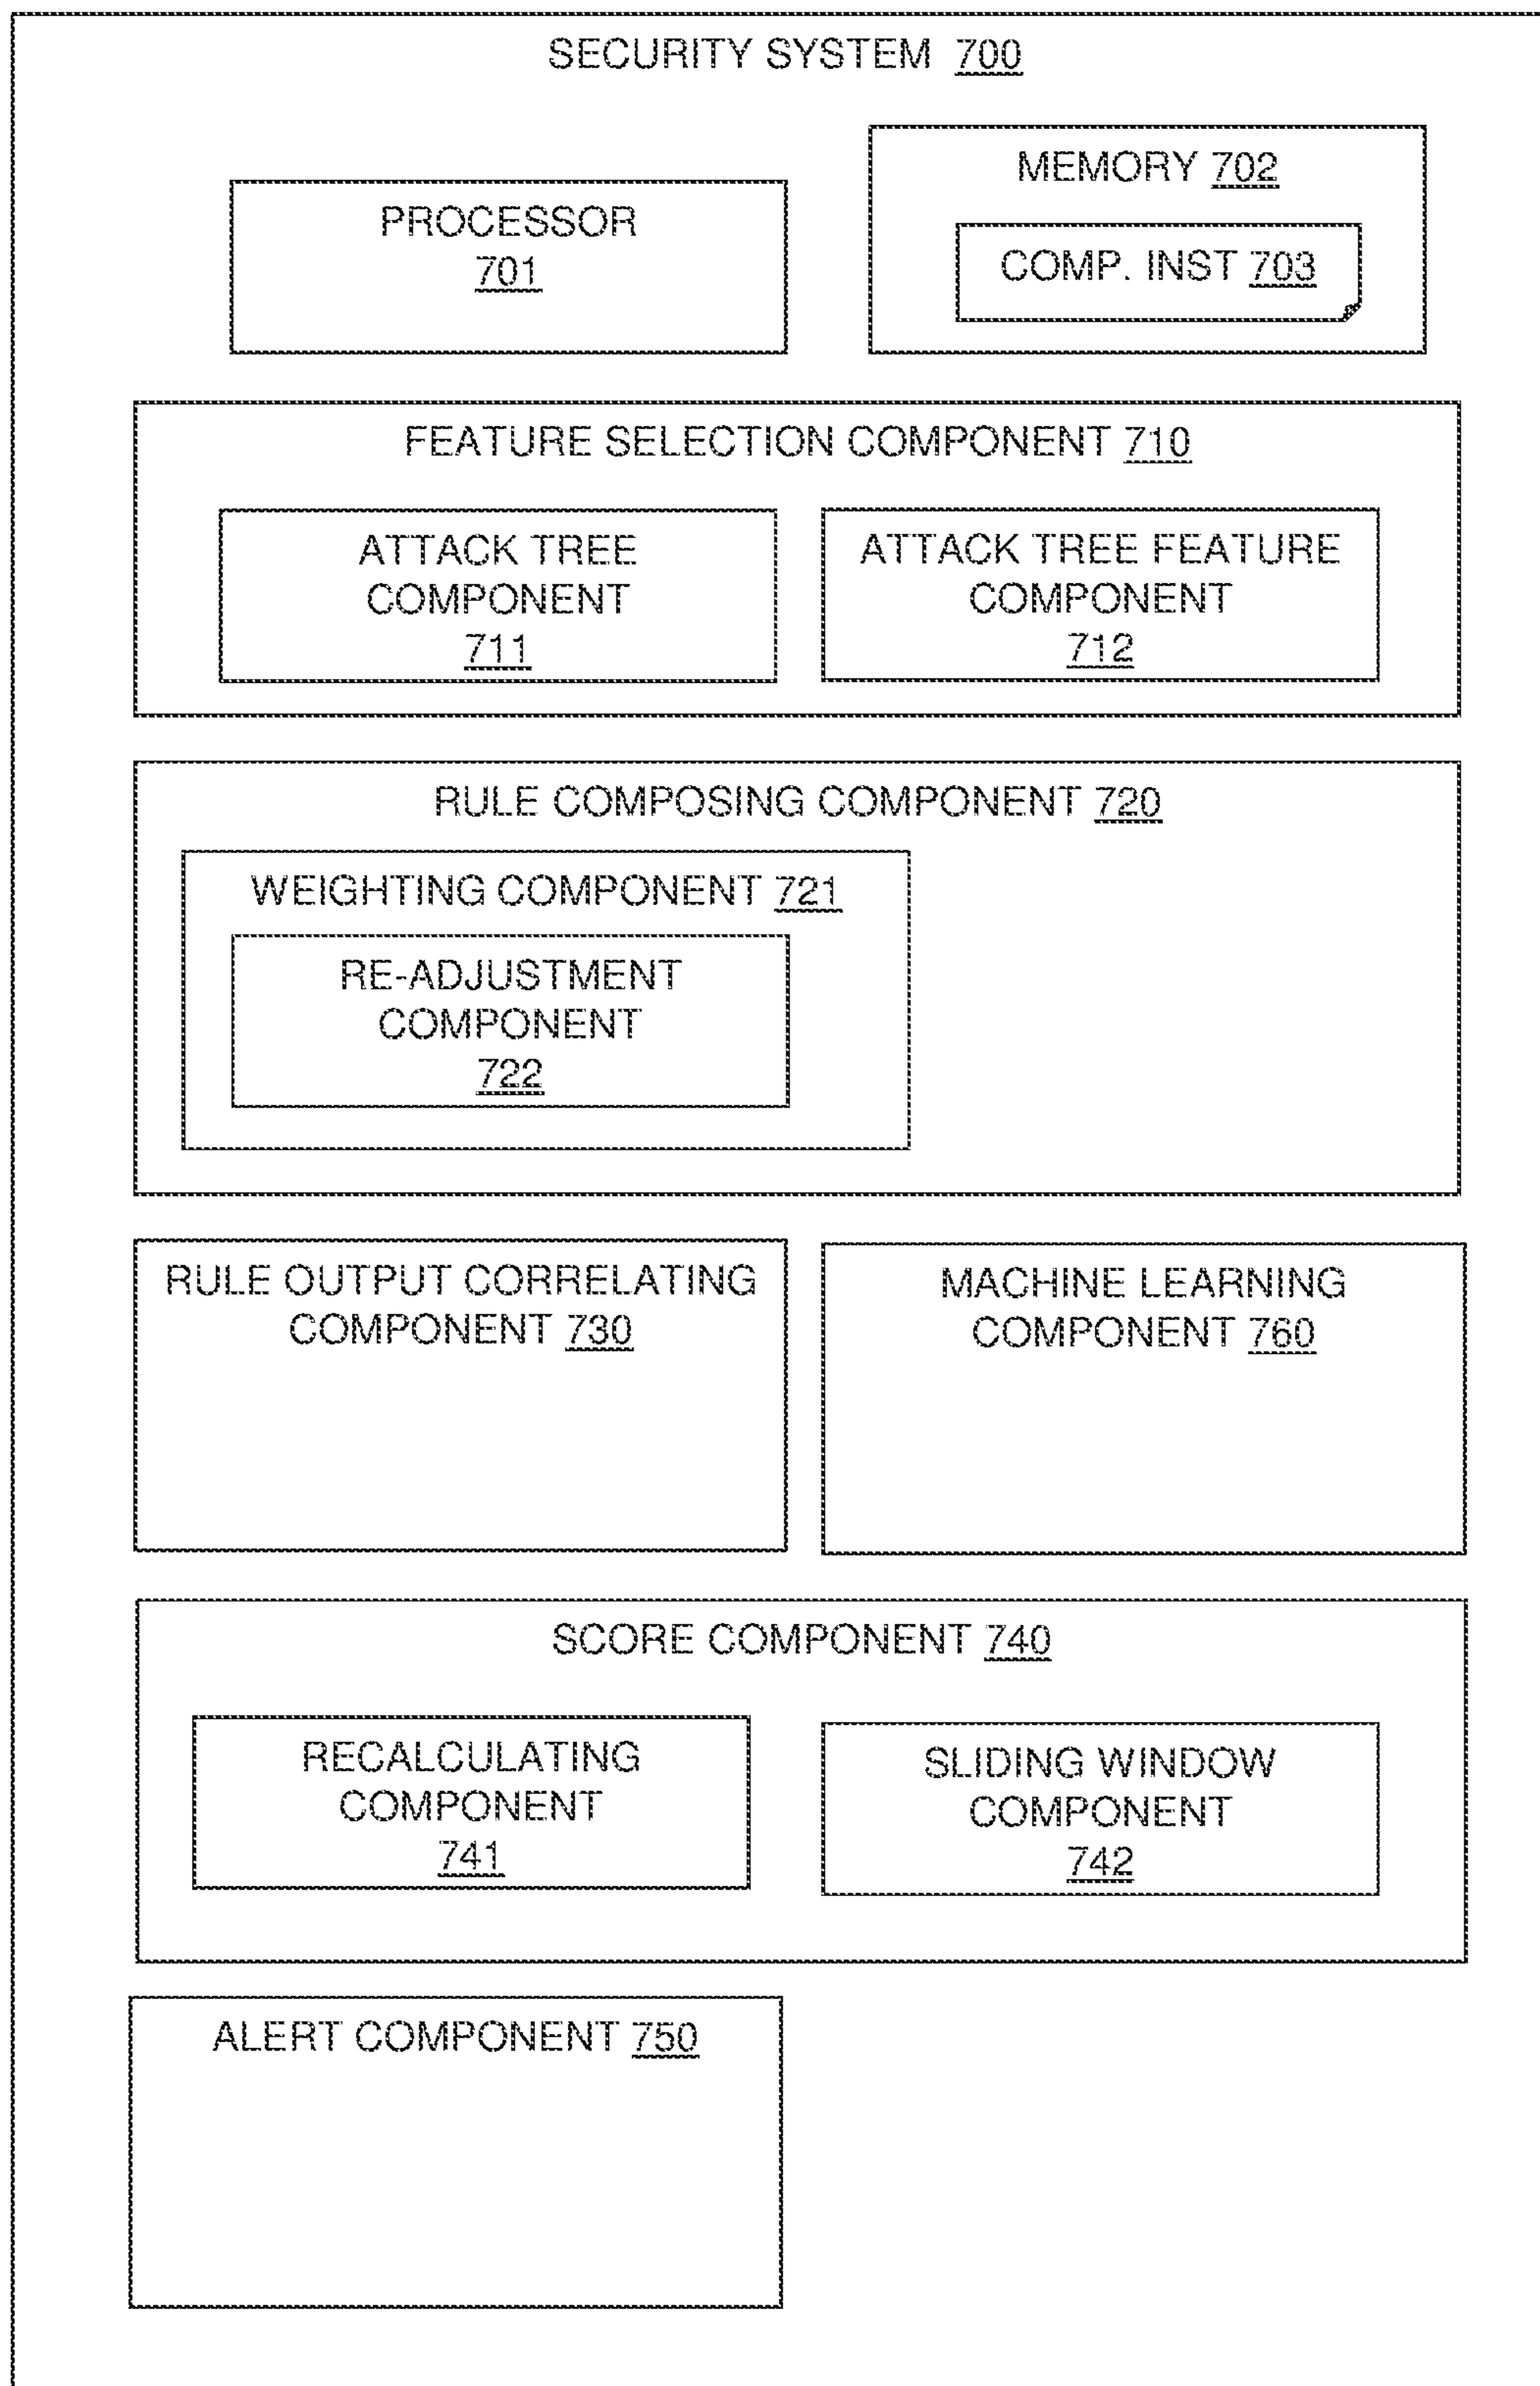 SECURITY SYSTEM 700
PROCESSOR
701
MEMORY 702
COMP. INST 703
FEATURE SELECTION COMPONENT 710
ATTACK TREE
COMPONENT
711
ATTACK TREE FEATURE
COMPONENT
712
RULE COMPOSING COMPONENT 720
WEIGHTING COMPONENT 721
RE-ADJUSTMENT
COMPONENT
722
RULE OUTPUT CORRELATING
COMPONENT 730
MACHINE LEARNING
COMPONENT 760
SCORE COMPONENT 740
RECALCULATING
COMPONENT
741
SLIDING WINDOW
COMPONENT
742
ALERT COMPONENT 750